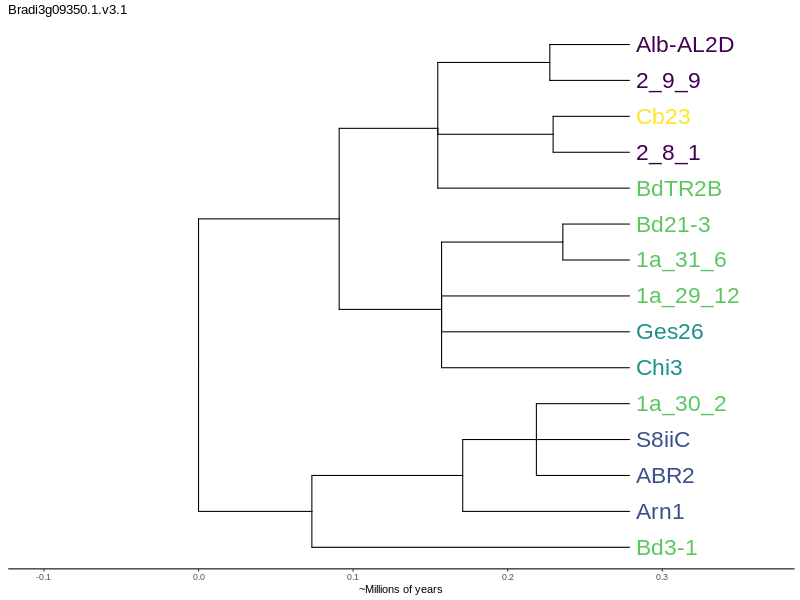 Bradi3g09350.1.v3.1
Alb-AL2D
2_9_9
Cb23
2_8_1
BdTR2B
Bd21-3
1a_31_6
1a_29_12
Ges26
Chi3
1a_30_2
S8iiC
ABR2
Arn1
Bd3-1
-0.1 0.0 0.1 0.2 0.3
~Millions of years